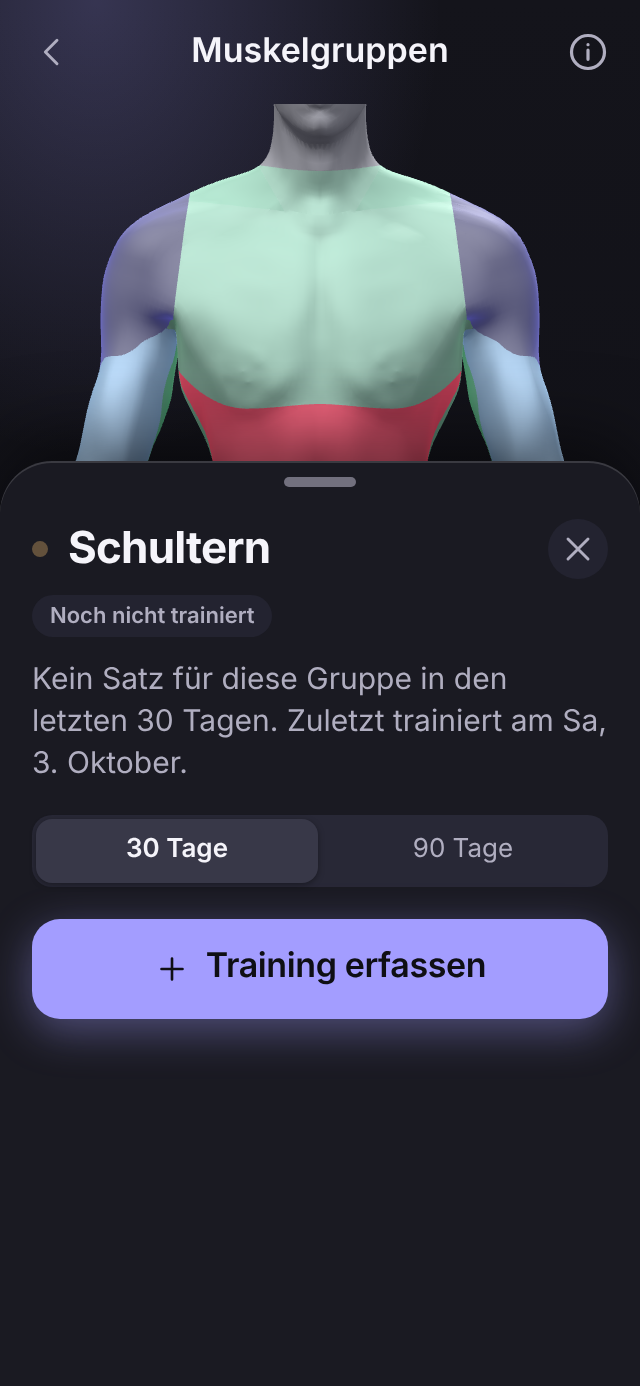 Muskelgruppen
Schultern
Noch nicht trainiert
Kein Satz für diese Gruppe in den
letzten 30 Tagen. Zuletzt trainiert am Sa,
3. Oktober.
30 Tage
90 Tage
+ Training erfassen